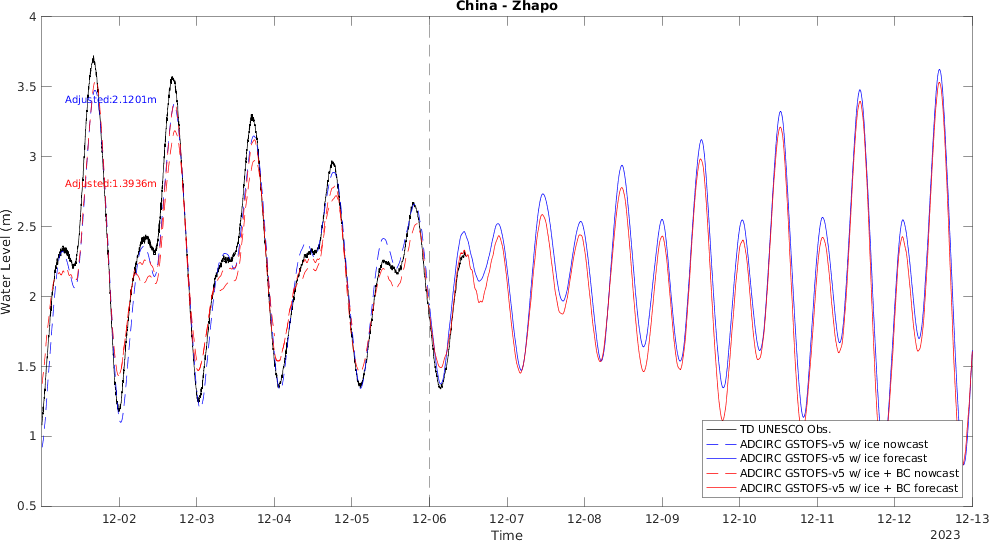 China - Zhapo
4
3.5
3
2.5
2
1.5
1
0.5
Water Level (m)
Adjusted:2.1201m
Adjusted:1.3936m
TD UNESCO Obs.
ADCIRC GSTOFS-v5 w/ ice nowcast
ADCIRC GSTOFS-v5 w/ ice forecast
ADCIRC GSTOFS-v5 w/ ice + BC nowcast
ADCIRC GSTOFS-v5 w/ ice + BC forecast
12-02 12-03 12-04 12-05 12-06 12-07 12-08 12-09 12-10 12-11 12-12 12-13
Time
2023